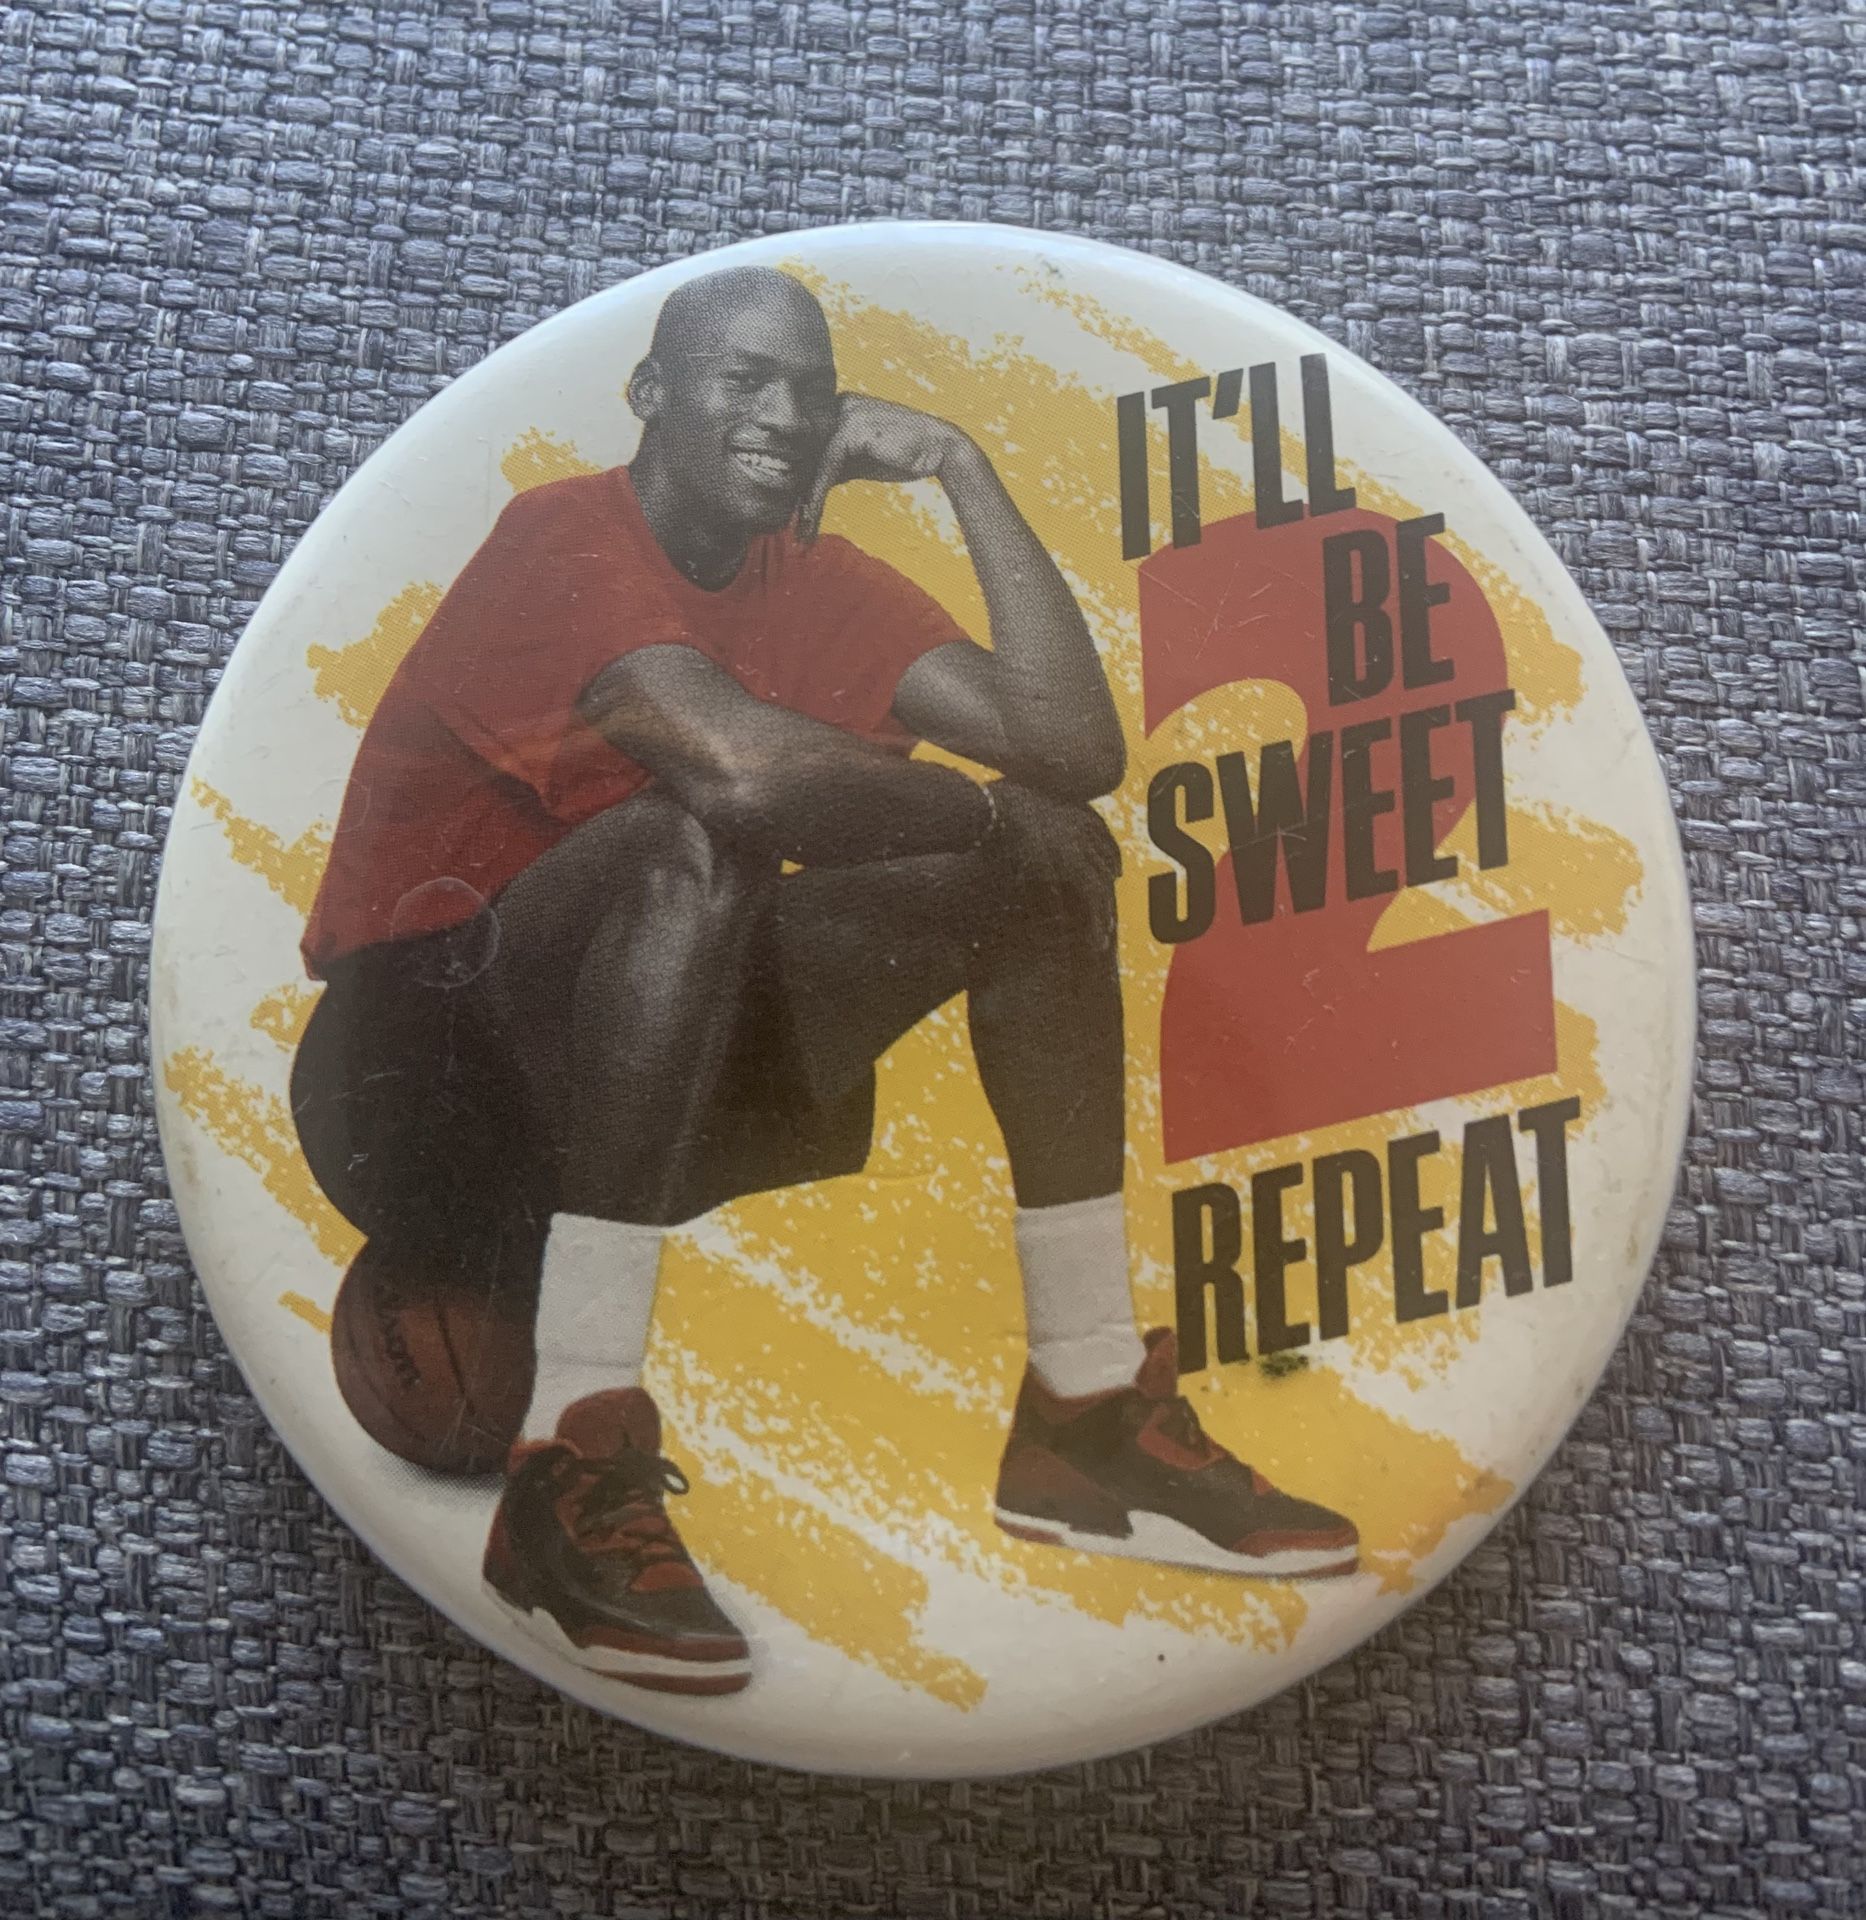 IT'LL
BE
SWEET
2
REPEAT